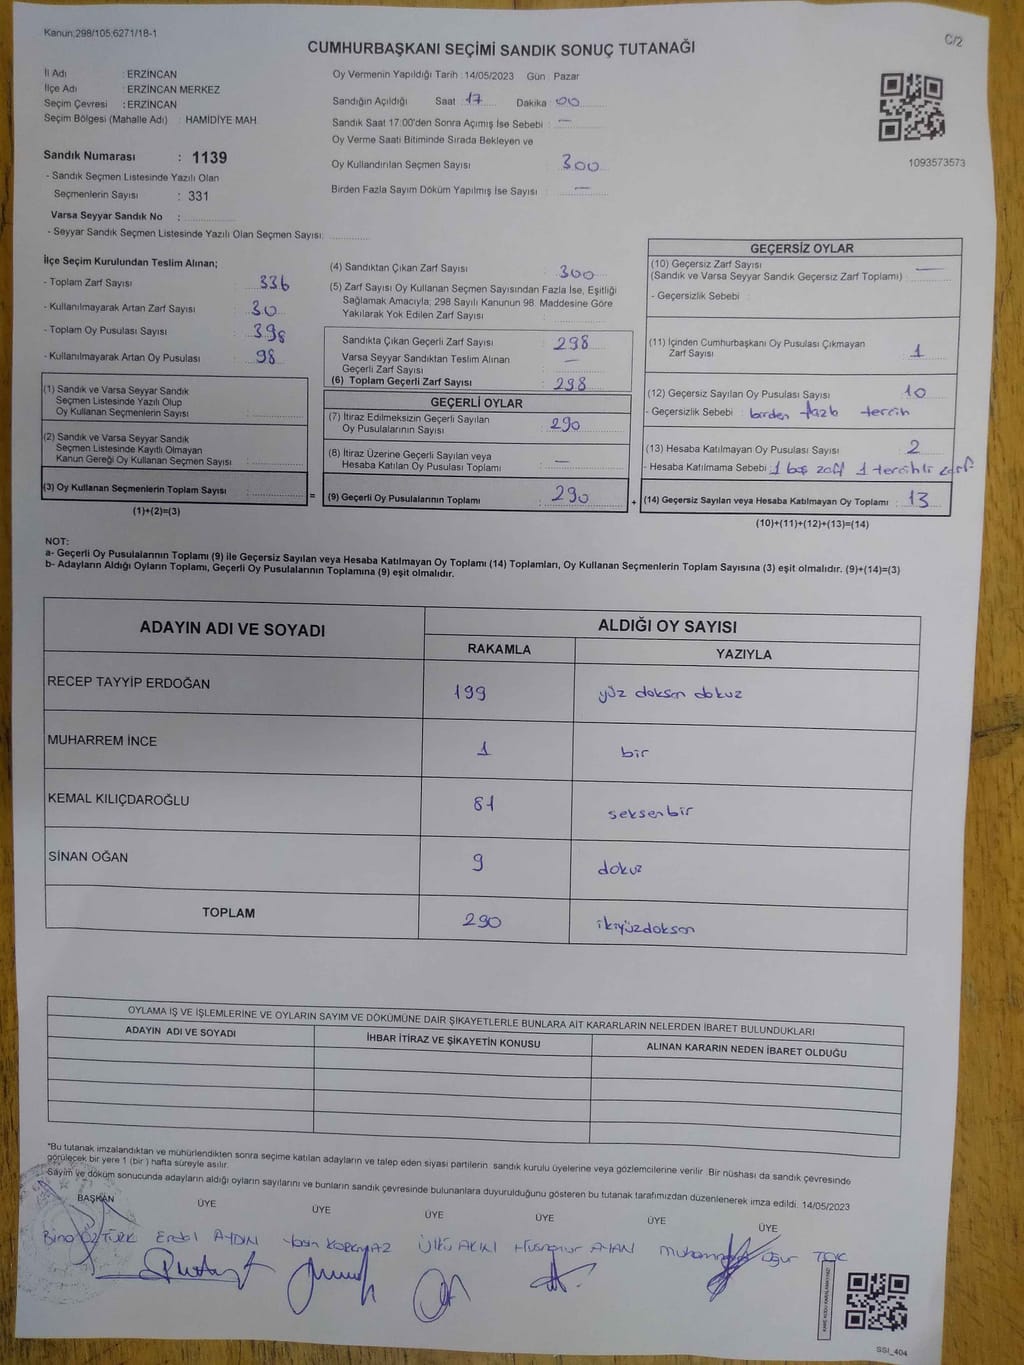 Kanun;298/105;6271/18-1
C/2
CUMHURBAŞKANI SEÇİMİ SANDIK SONUÇ TUTANAĞI
İl Adı : ERZİNCAN
İlçe Adı : ERZİNCAN MERKEZ
Seçim Çevresi : ERZİNCAN
Seçim Bölgesi (Mahalle Adı) : HAMİDİYE MAH.
Sandık Numarası : 1139
- Sandık Seçmen Listesinde Yazılı Olan
Seçmenlerin Sayısı : 331
Varsa Seyyar Sandık No :
- Seyyar Sandık Seçmen Listesinde Yazılı Olan Seçmen Sayısı:
Oy Vermenin Yapıldığı Tarih : 14/05/2023 Gün : Pazar
Sandığın Açıldığı Saat 17 Dakika 00
Sandık Saat 17:00'den Sonra Açılmış İse Sebebi : —
Oy Verme Saati Bitiminde Sırada Bekleyen ve
Oy Kullandırılan Seçmen Sayısı : 300
Birden Fazla Sayım Döküm Yapılmış İse Sayısı : —
1093573573
İlçe Seçim Kurulundan Teslim Alınan;
- Toplam Zarf Sayısı : 336
- Kullanılmayarak Artan Zarf Sayısı : 30
- Toplam Oy Pusulası Sayısı : 398
- Kullanılmayarak Artan Oy Pusulası : 98
(1) Sandık ve Varsa Seyyar Sandık
Seçmen Listesinde Yazılı Olup
Oy Kullanan Seçmenlerin Sayısı :
(2) Sandık ve Varsa Seyyar Sandık
Seçmen Listesinde Kayıtlı Olmayan
Kanun Gereği Oy Kullanan Seçmen Sayısı :
(3) Oy Kullanan Seçmenlerin Toplam Sayısı :
(1)+(2)=(3)
=
(4) Sandıktan Çıkan Zarf Sayısı : 300
(5) Zarf Sayısı Oy Kullanan Seçmen Sayısından Fazla İse, Eşitliği
Sağlamak Amacıyla; 298 Sayılı Kanunun 98. Maddesine Göre
Yakılarak Yok Edilen Zarf Sayısı :
Sandıkta Çıkan Geçerli Zarf Sayısı : 298
Varsa Seyyar Sandıktan Teslim Alınan
Geçerli Zarf Sayısı : —
(6) Toplam Geçerli Zarf Sayısı : 298
GEÇERLİ OYLAR
(7) İtiraz Edilmeksizin Geçerli Sayılan
Oy Pusulalarının Sayısı : 290
(8) İtiraz Üzerine Geçerli Sayılan veya
Hesaba Katılan Oy Pusulası Toplamı : —
(9) Geçerli Oy Pusulalarının Toplamı : 290
+
GEÇERSİZ OYLAR
(10) Geçersiz Zarf Sayısı —
(Sandık ve Varsa Seyyar Sandık Geçersiz Zarf Toplamı) :
- Geçersizlik Sebebi :
(11) İçinden Cumhurbaşkanı Oy Pusulası Çıkmayan
Zarf Sayısı : 1
(12) Geçersiz Sayılan Oy Pusulası Sayısı : 10
- Geçersizlik Sebebi : birden fazla tercih
(13) Hesaba Katılmayan Oy Pusulası Sayısı : 2
- Hesaba Katılmama Sebebi : 1 boş zarf 1 tercihli zarf
(14) Geçersiz Sayılan veya Hesaba Katılmayan Oy Toplamı : 13
(10)+(11)+(12)+(13)=(14)
NOT:
a- Geçerli Oy Pusulalarının Toplamı (9) ile Geçersiz Sayılan veya Hesaba Katılmayan Oy Toplamı (14) Toplamları, Oy Kullanan Seçmenlerin Toplam Sayısına (3) eşit olmalıdır. (9)+(14)=(3)
b- Adayların Aldığı Oyların Toplamı, Geçerli Oy Pusulalarının Toplamına (9) eşit olmalıdır.
ADAYIN ADI VE SOYADI
ALDIĞI OY SAYISI
RAKAMLA YAZIYLA
RECEP TAYYİP ERDOĞAN 199 yüz doksan dokuz
MUHARREM İNCE 1 bir
KEMAL KILIÇDAROĞLU 81 seksenbir
SİNAN OĞAN 9 dokuz
TOPLAM 290 ikiyüzdoksan
OYLAMA İŞ VE İŞLEMLERİNE VE OYLARIN SAYIM VE DÖKÜMÜNE DAİR ŞİKAYETLERLE BUNLARA AİT KARARLARIN NELERDEN İBARET BULUNDUKLARI
ADAYIN ADI VE SOYADI İHBAR İTİRAZ VE ŞİKAYETİN KONUSU ALINAN KARARIN NEDEN İBARET OLDUĞU
*Bu tutanak imzalandıktan ve mühürlendikten sonra seçime katılan adayların ve talep eden siyasi partilerin sandık kurulu üyelerine veya gözlemcilerine verilir. Bir nüshası da sandık çevresinde
görülecek bir yere 1 (bir) hafta süreyle asılır.
Sayım ve döküm sonucunda adayların aldığı oyların sayılarını ve bunların sandık çevresinde bulunanlara duyurulduğunu gösteren bu tutanak tarafımızdan düzenlenerek imza edildi. 14/05/2023
BAŞKAN ÜYE ÜYE ÜYE ÜYE ÜYE ÜYE
ÖZTÜRK AYDIN KORKMAZ Ülkü AYAN TOK
SSI_404